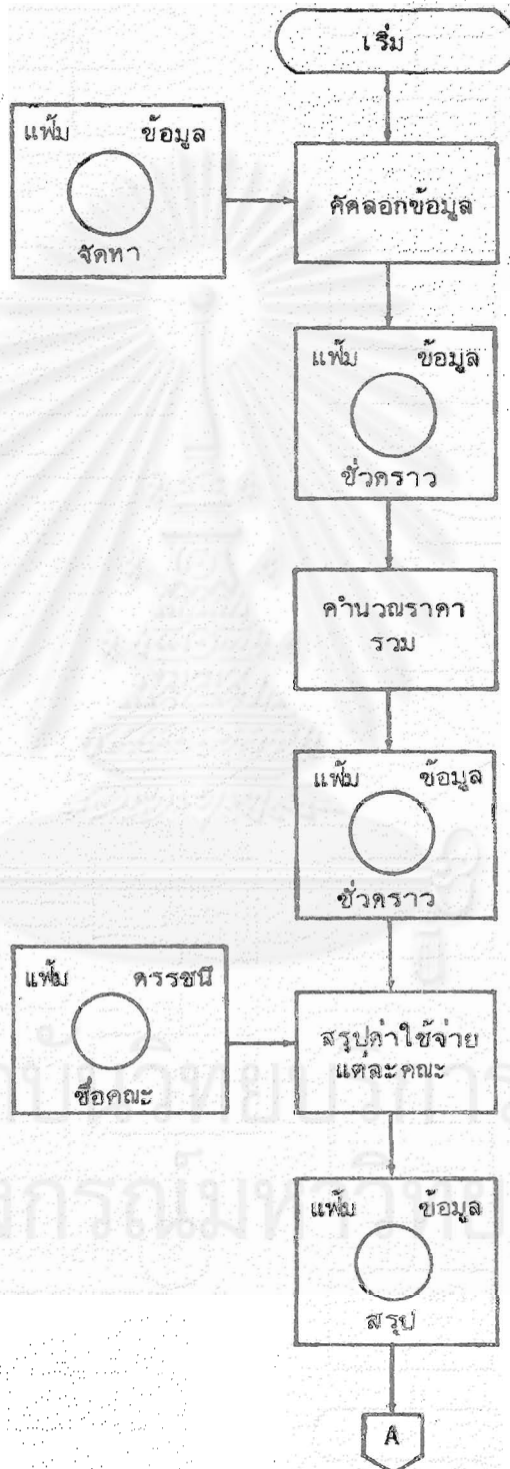 เริ่ม
แฟ้ม ข้อมูล
จัดหา
คัดลอกข้อมูล
แฟ้ม ข้อมูล
ชั่วคราว
คำนวณราคา
รวม
แฟ้ม ข้อมูล
ชั่วคราว
แฟ้ม ดรรชนี
ชื่อคณะ
สรุปค่าใช้จ่าย
แต่ละคณะ
แฟ้ม ข้อมูล
สรุป
A